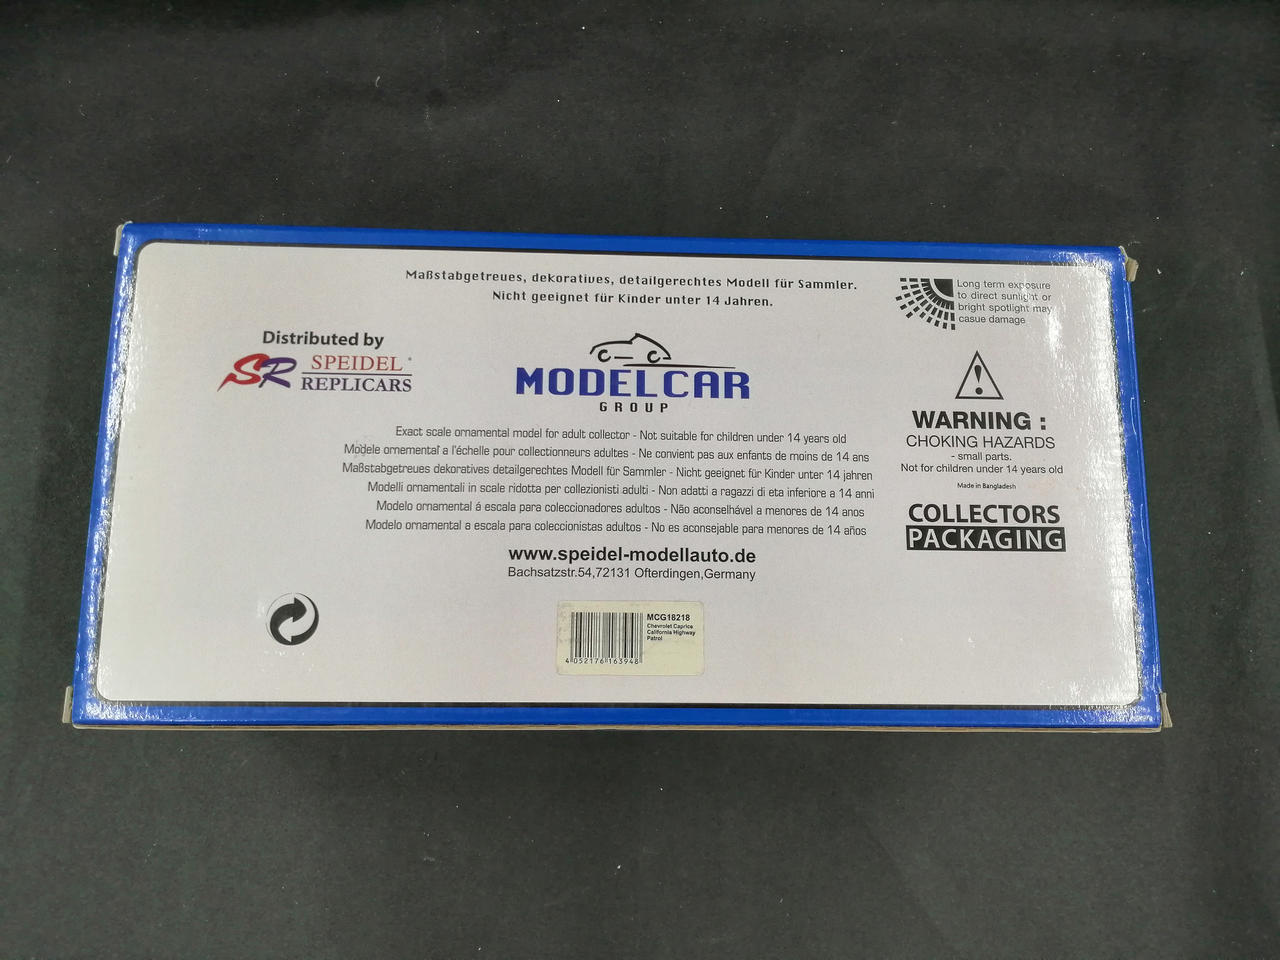 Maßstabgetreues, dekoratives, detailgerechtes Modell für Sammler.
Nicht geeignet für Kinder unter 14 Jahren.
Long term exposure
to direct sunlight or
bright spotlight may
casue damage
Distributed by
SR SPEIDEL
REPLICARS
MODELCAR
GROUP
WARNING :
CHOKING HAZARDS
- small parts.
Not for children under 14 years old
Made in Bangladesh
COLLECTORS
PACKAGING
Exact scale ornamental model for adult collector - Not suitable for children under 14 years old
Modele ornemental a l'échelle pour collectionneurs adultes - Ne convient pas aux enfants de moins de 14 ans
Maßstabgetreues dekoratives detailgerechtes Modell für Sammler - Nicht geeignet für Kinder unter 14 jahren
Modelli ornamentali in scale ridotta per collezionisti adulti - Non adatti a ragazzi di eta inferiore a 14 anni
Modelo ornamental á escala para coleccionadores adultos - Não aconselhável a menores de 14 anos
Modelo ornamental a escala para coleccionistas adultos - No es aconsejable para menores de 14 años
www.speidel-modellauto.de
Bachsatzstr.54,72131 Ofterdingen,Germany
MCG18218
Chevrolet Caprice
California Highway
Patrol
4 052176 163948